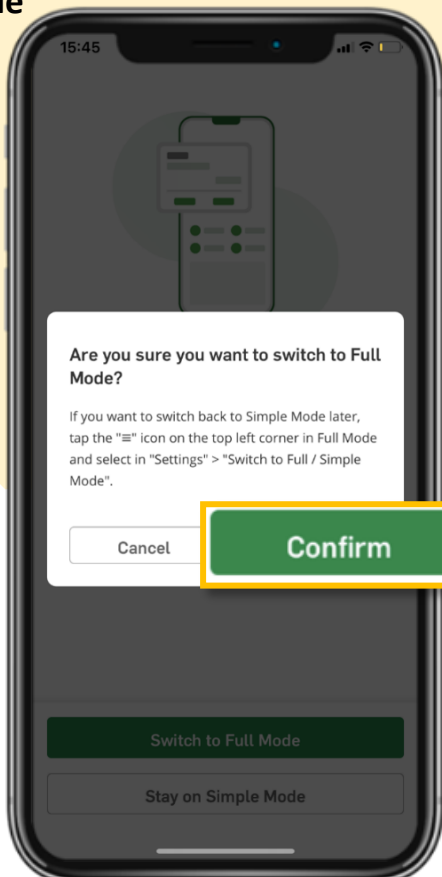 15:45
Are you sure you want to switch to Full
Mode?
If you want to switch back to Simple Mode later,
tap the "≡" icon on the top left corner in Full Mode
and select in "Settings" > "Switch to Full / Simple
Mode".
Cancel
Confirm
Switch to Full Mode
Stay on Simple Mode